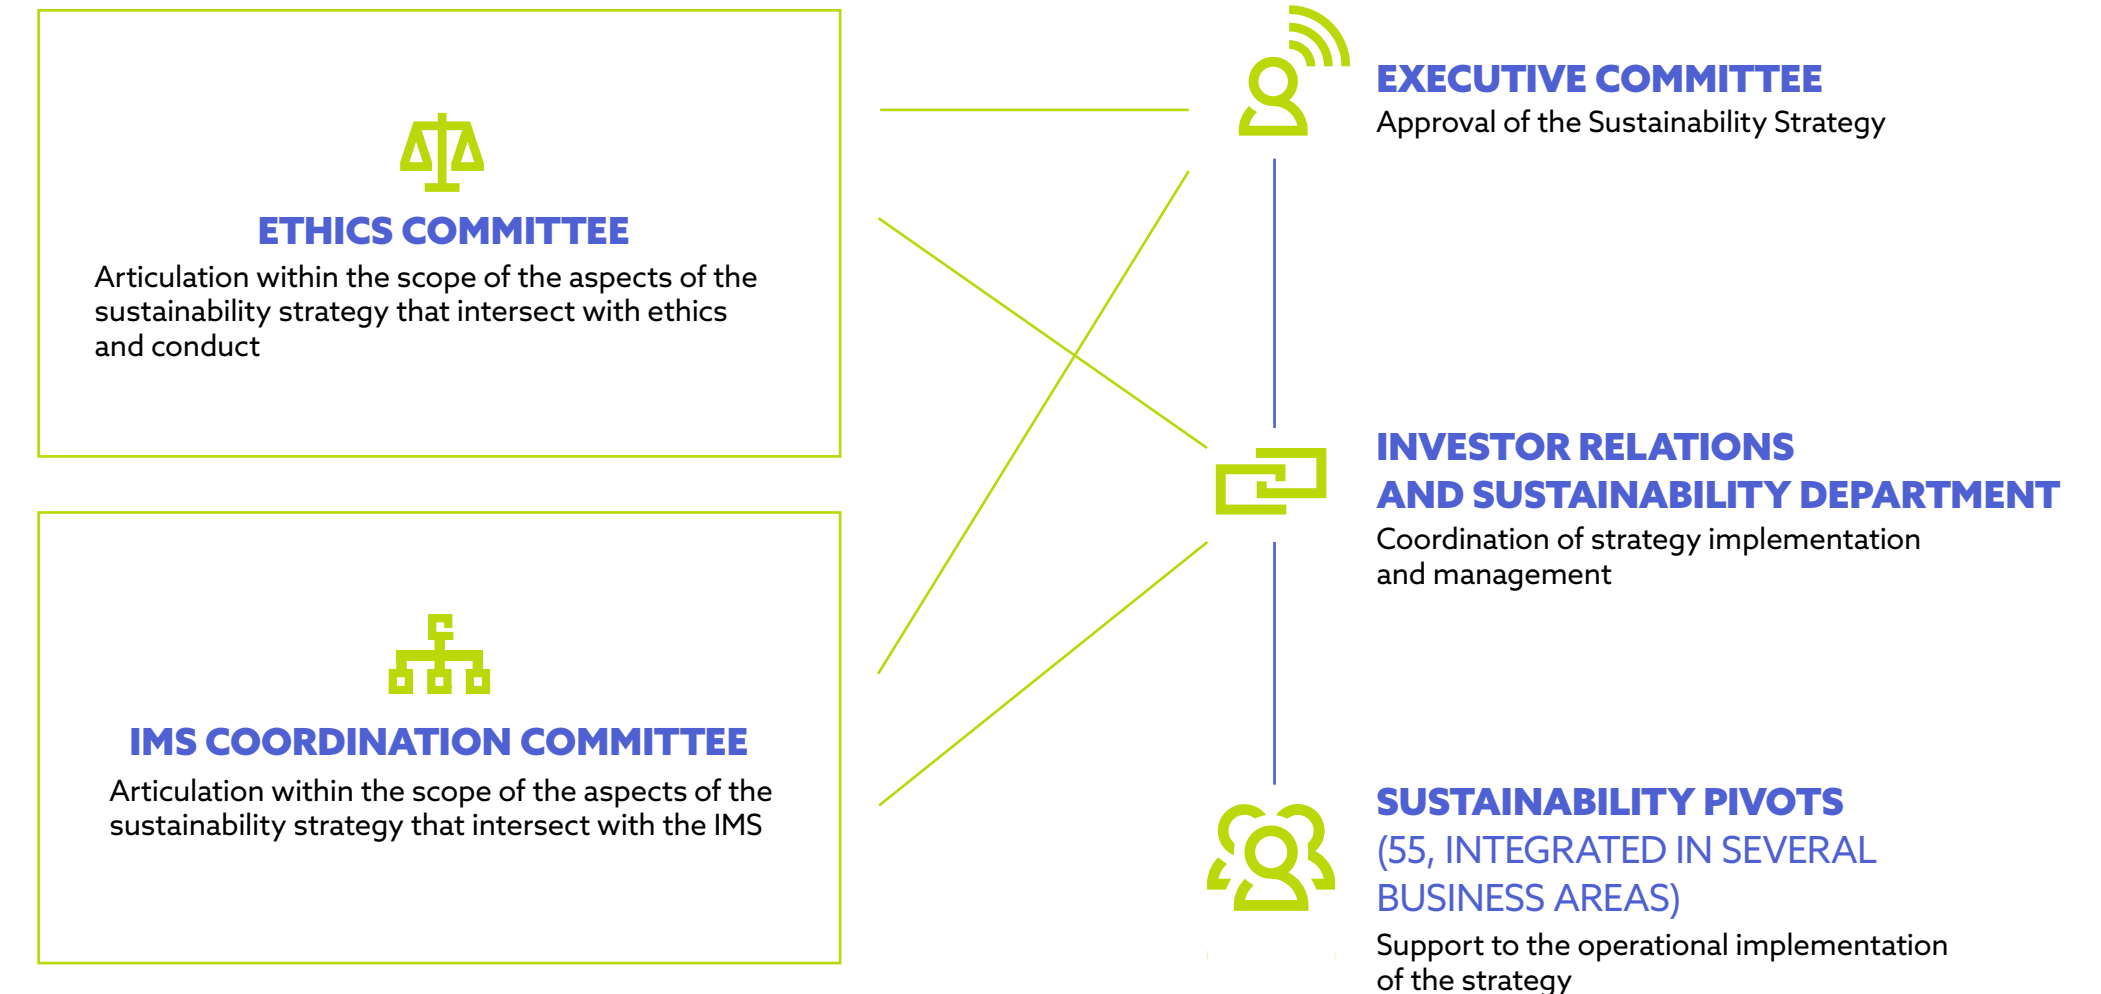 ETHICS COMMITTEE
Articulation within the scope of the aspects of the
sustainability strategy that intersect with ethics
and conduct
IMS COORDINATION COMMITTEE
Articulation within the scope of the aspects of the
sustainability strategy that intersect with the IMS
EXECUTIVE COMMITTEE
Approval of the Sustainability Strategy
INVESTOR RELATIONS
AND SUSTAINABILITY DEPARTMENT
Coordination of strategy implementation
and management
SUSTAINABILITY PIVOTS
(55, INTEGRATED IN SEVERAL
BUSINESS AREAS)
Support to the operational implementation
of the strategy